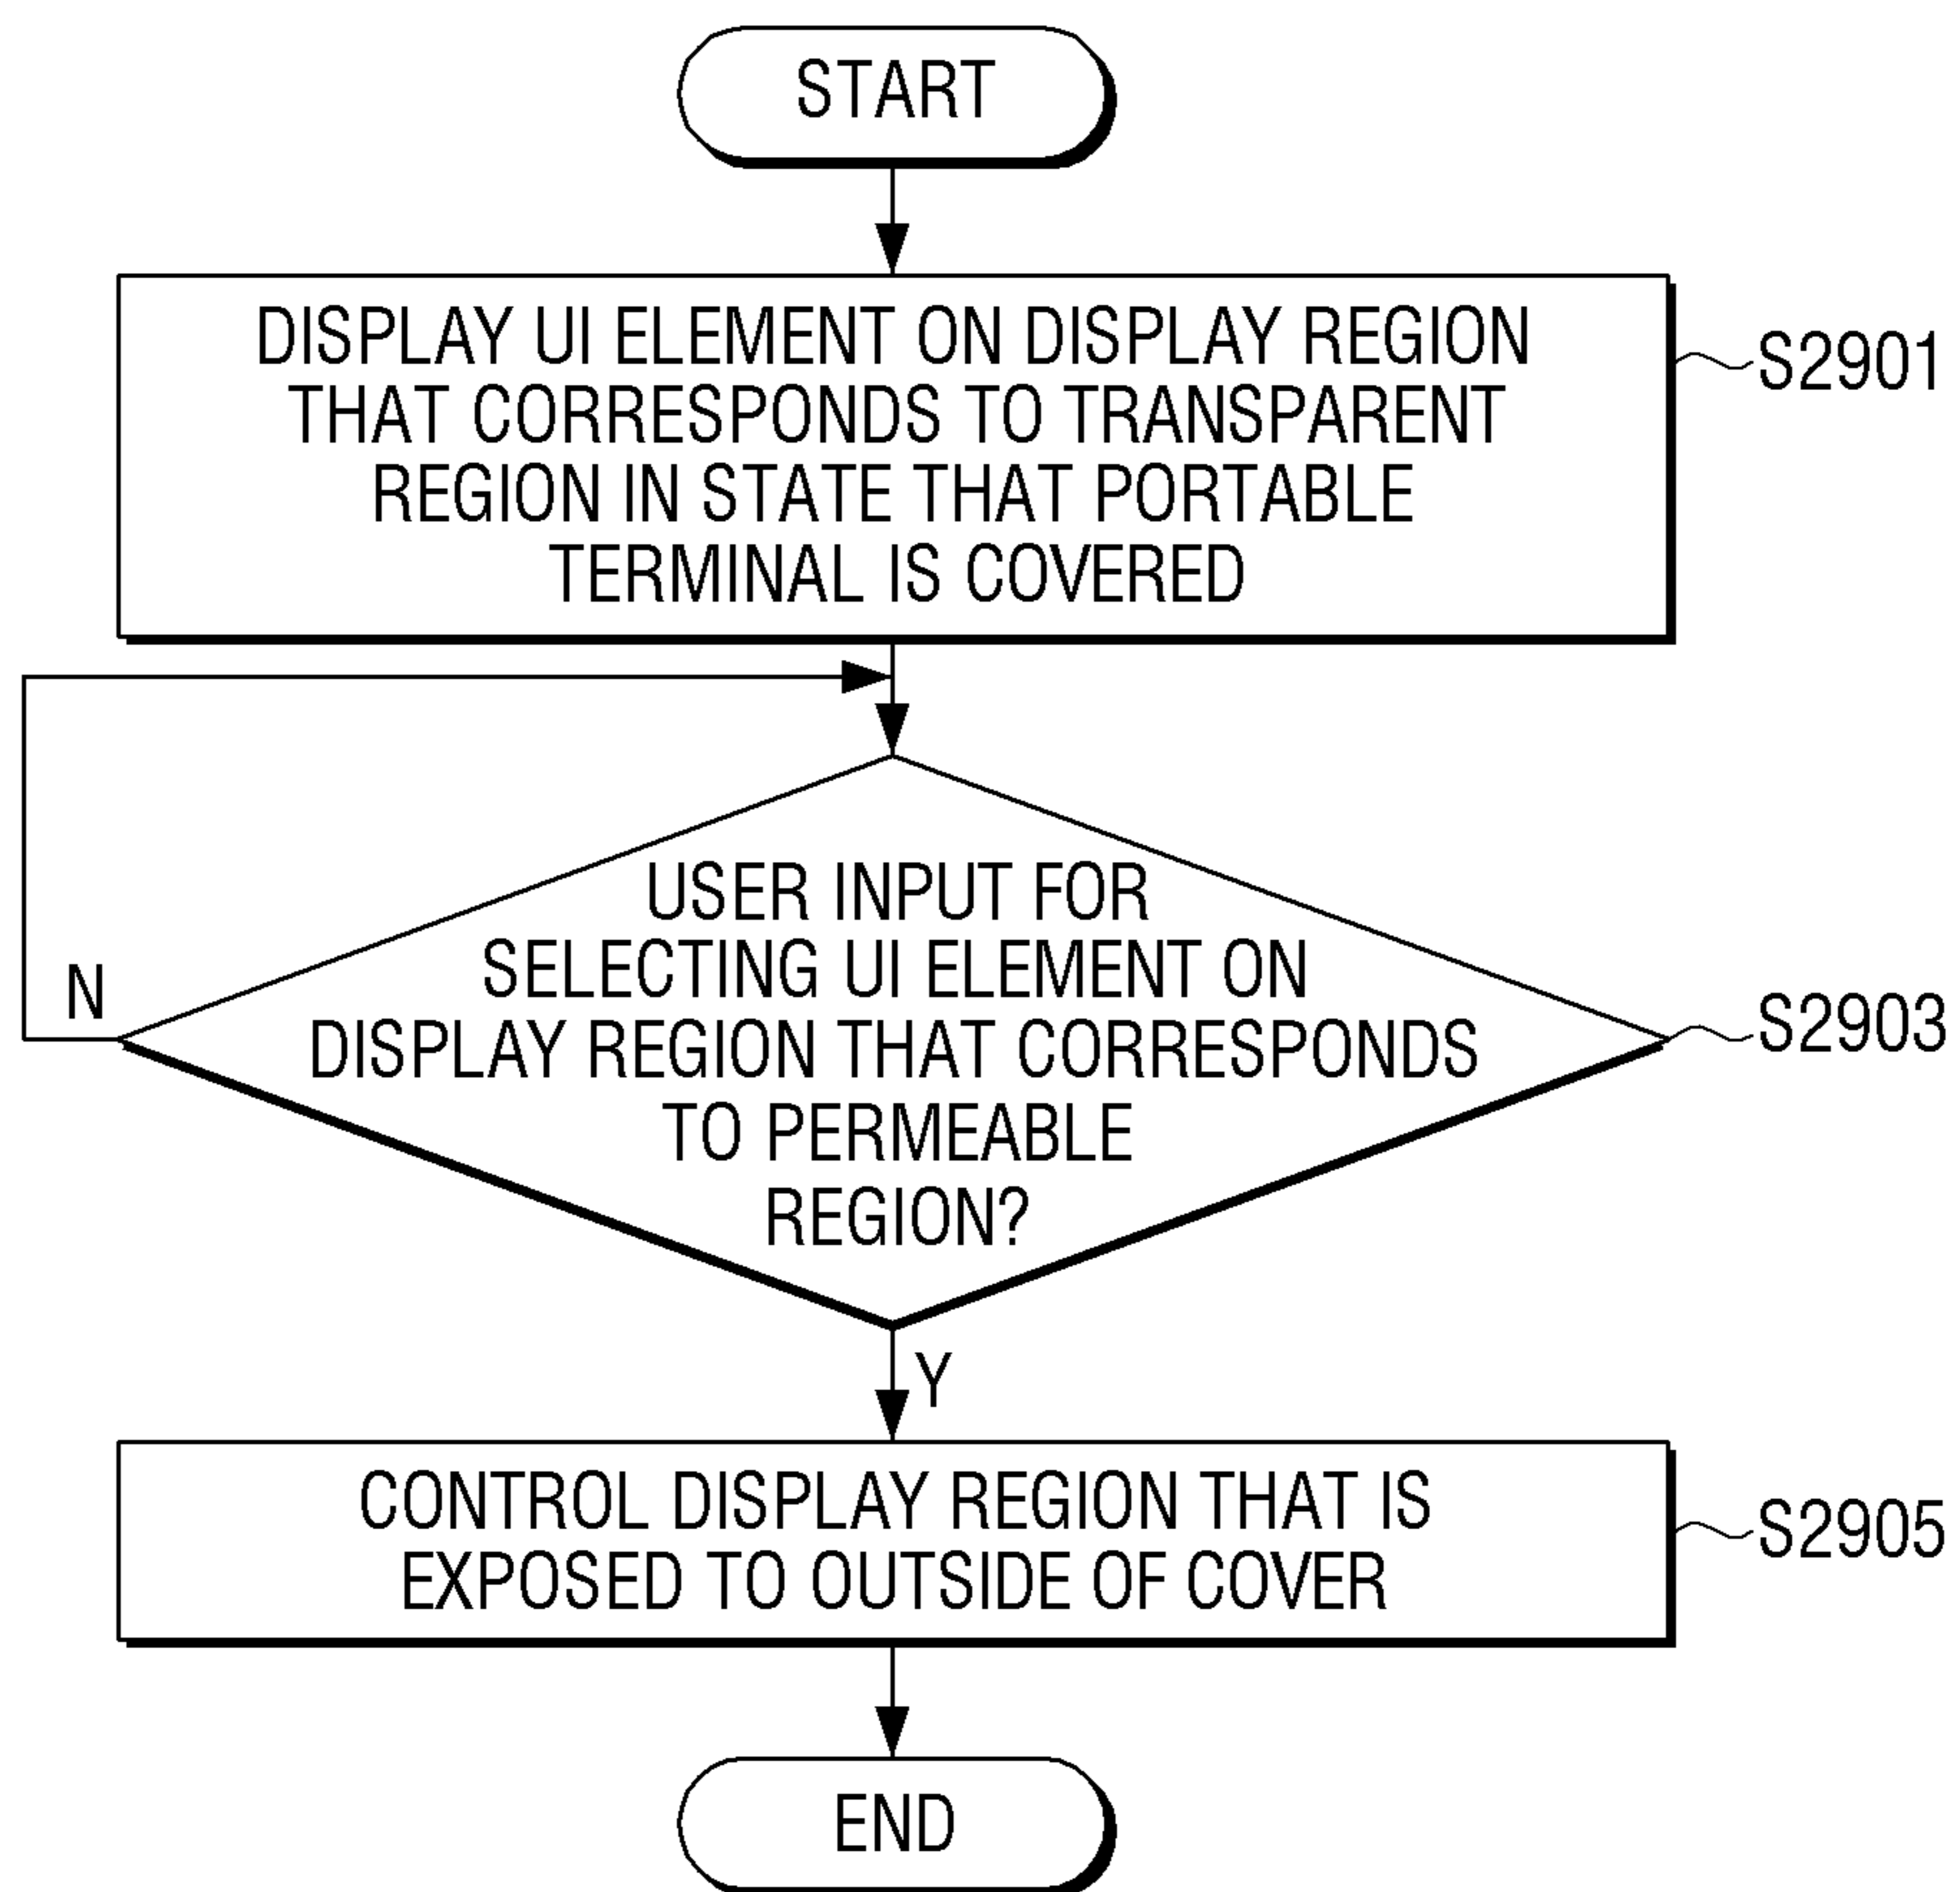 START
DISPLAY UI ELEMENT ON DISPLAY REGION
THAT CORRESPONDS TO TRANSPARENT
REGION IN STATE THAT PORTABLE
TERMINAL IS COVERED
S2901
USER INPUT FOR
SELECTING UI ELEMENT ON
DISPLAY REGION THAT CORRESPONDS
TO PERMEABLE
REGION?
N
S2903
Y
CONTROL DISPLAY REGION THAT IS
EXPOSED TO OUTSIDE OF COVER
S2905
END